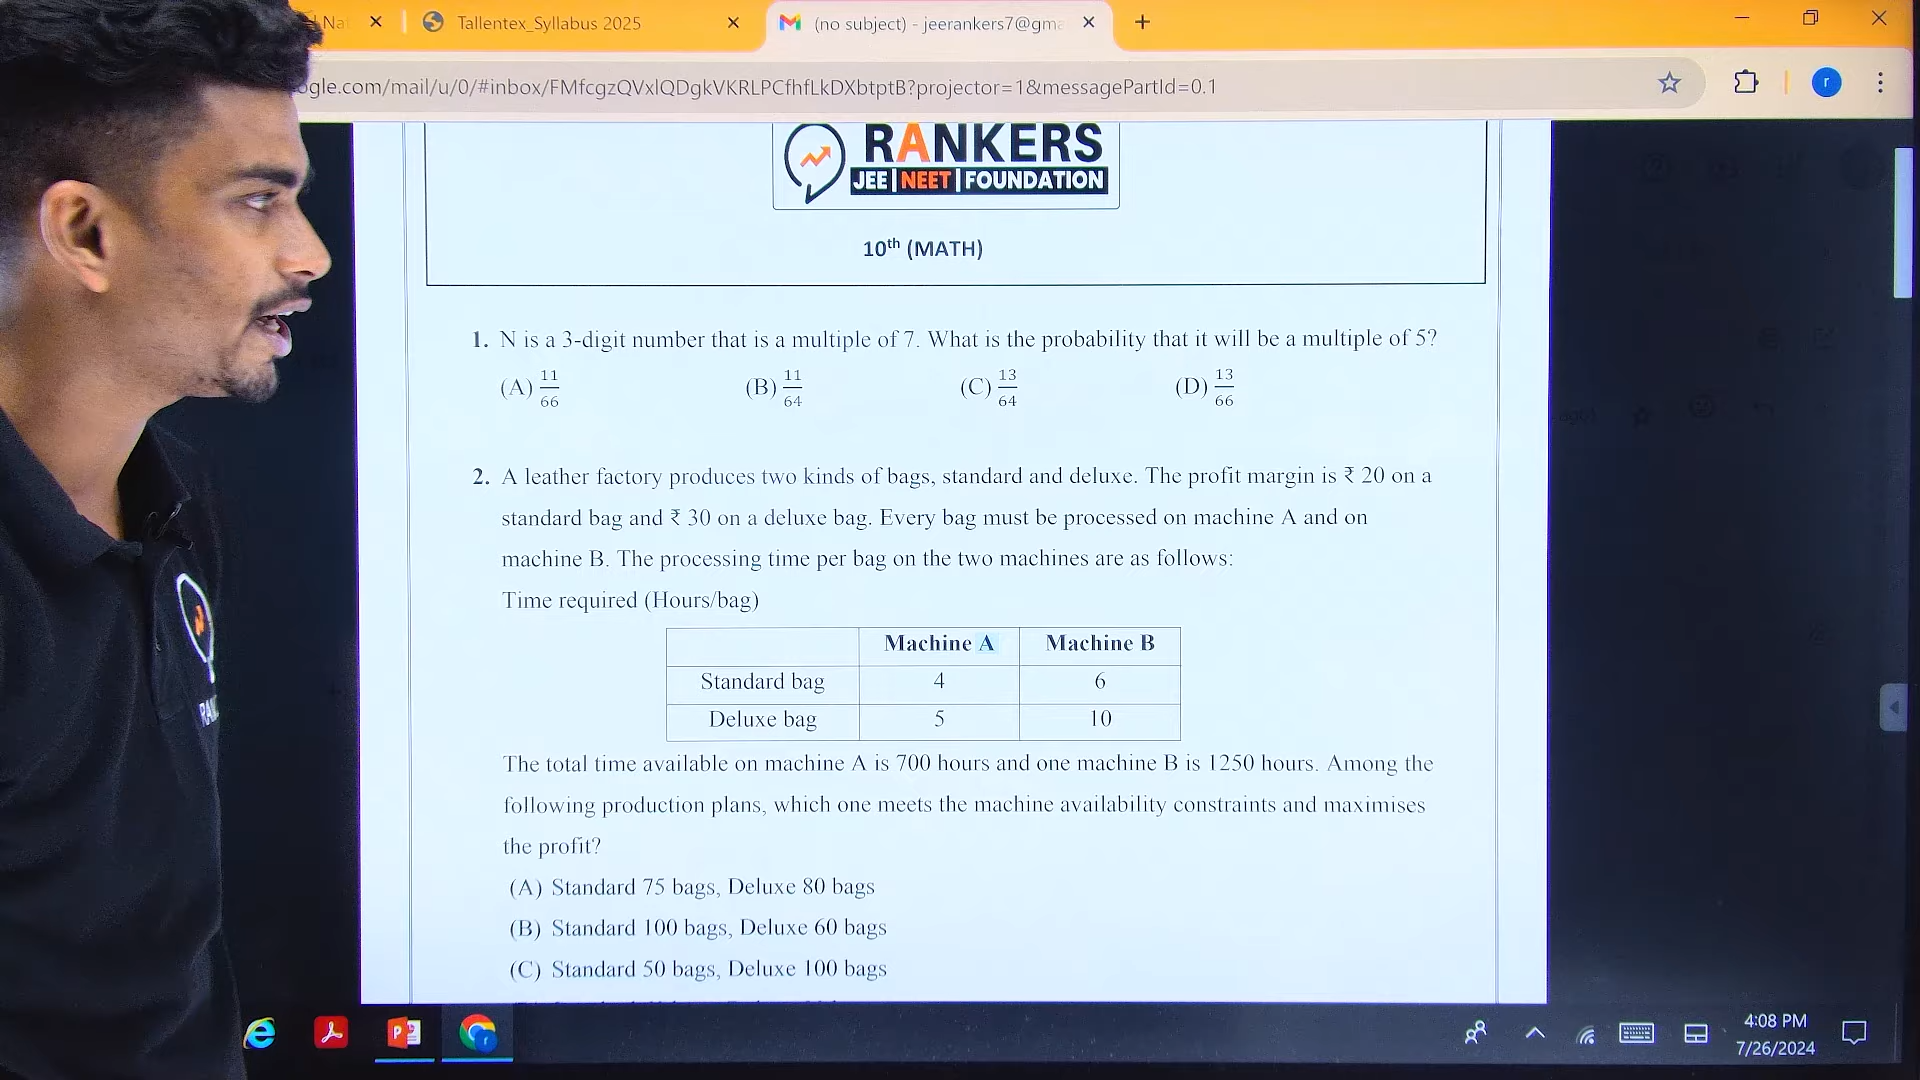 Tallentex_Syllabus 2025
(no subject) - jeerankers7@gma
ogle.com/mail/u/0/#inbox/FMfcgzQVxlQDgkVKRLPCfhfLkDXbtptB?projector=1&messagePartId=0.1
r
RANKERS
JEE | NEET | FOUNDATION
10th (MATH)
1. N is a 3-digit number that is a multiple of 7. What is the probability that it will be a multiple of 5?
(A) 11/66 (B) 11/64 (C) 13/64 (D) 13/66
2. A leather factory produces two kinds of bags, standard and deluxe. The profit margin is ₹ 20 on a
standard bag and ₹ 30 on a deluxe bag. Every bag must be processed on machine A and on
machine B. The processing time per bag on the two machines are as follows:
Time required (Hours/bag)
Machine A Machine B
Standard bag 4 6
Deluxe bag 5 10
The total time available on machine A is 700 hours and one machine B is 1250 hours. Among the
following production plans, which one meets the machine availability constraints and maximises
the profit?
(A) Standard 75 bags, Deluxe 80 bags
(B) Standard 100 bags, Deluxe 60 bags
(C) Standard 50 bags, Deluxe 100 bags
4:08 PM
7/26/2024